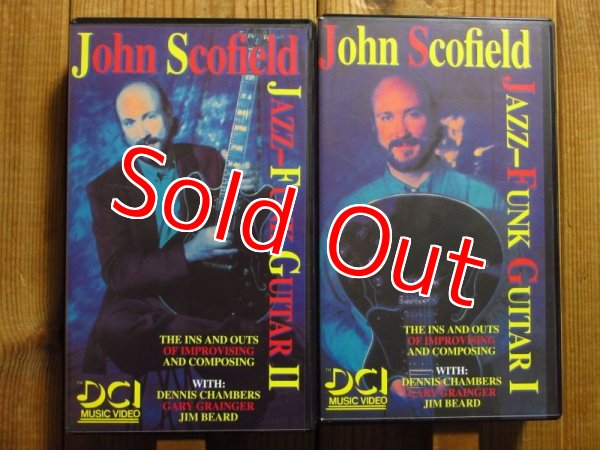 John Scofield
JAZZ-FUNK GUITAR II
THE INS AND OUTS
OF IMPROVISING
AND COMPOSING
WITH:
DENNIS CHAMBERS
GARY GRAINGER
JIM BEARD
DCI
MUSIC VIDEO
John Scofield
JAZZ-FUNK GUITAR I
THE INS AND OUTS
OF IMPROVISING
AND COMPOSING
WITH:
DENNIS CHAMBERS
GARY GRAINGER
JIM BEARD
DCI
MUSIC VIDEO
Sold Out